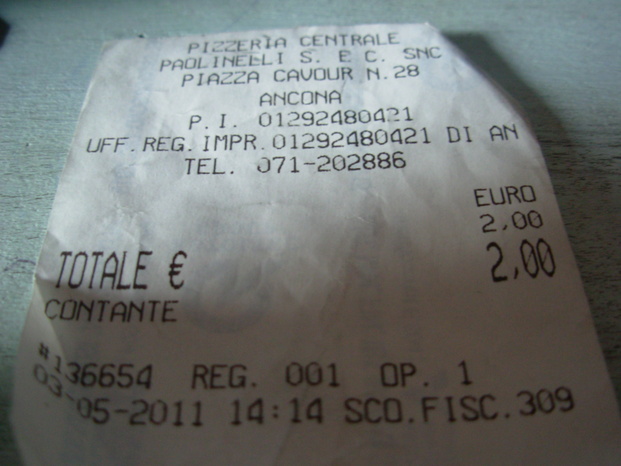 PIZZERIA CENTRALE
PAOLINELLI S. E C. SNC
PIAZZA CAVOUR N.28
ANCONA
P.I. 01292480421
UFF.REG.IMPR.01292480421 DI AN
TEL. 071-202886
EURO
2,00
TOTALE € 2,00
CONTANTE
#136654 REG. 001 OP. 1
03-05-2011 14:14 SCO.FISC.309